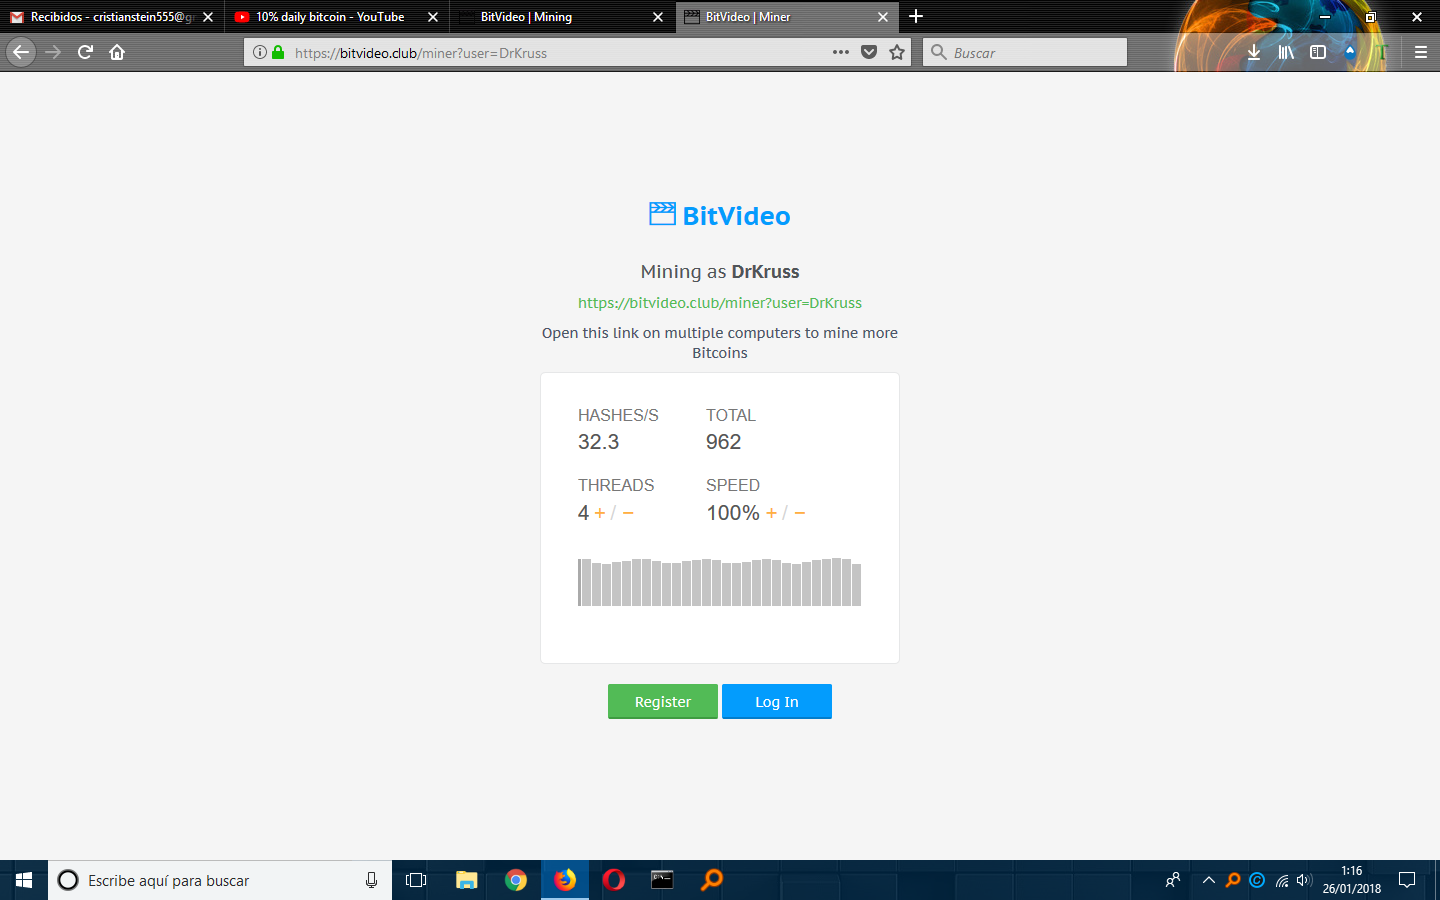 Recibidos - cristianstein555@gr
10% daily bitcoin - YouTube
BitVideo | Mining
BitVideo | Miner
https://bitvideo.club/miner?user=DrKruss
Buscar
BitVideo
Mining as DrKruss
https://bitvideo.club/miner?user=DrKruss
Open this link on multiple computers to mine more
Bitcoins
HASHES/S TOTAL
32.3 962
THREADS SPEED
4 + / − 100% + / −
Register Log In
Escribe aquí para buscar
1:16
26/01/2018